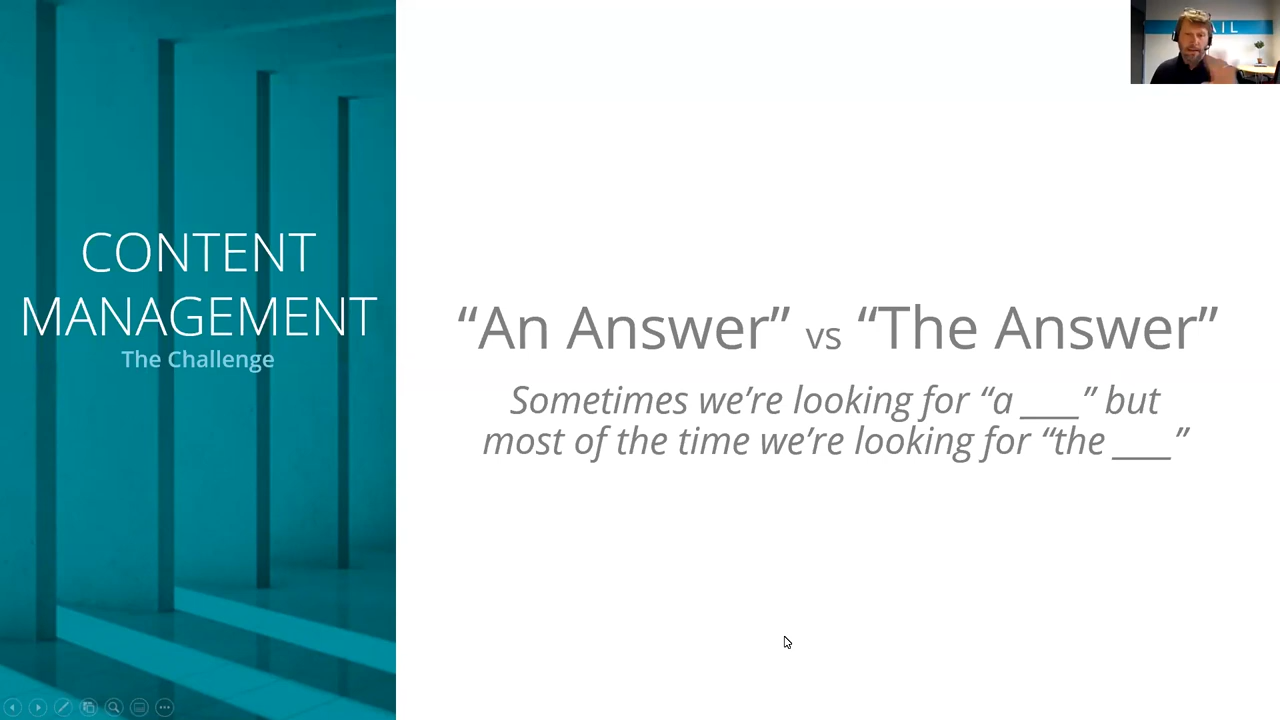 CONTENT
MANAGEMENT
The Challenge
“An Answer” vs “The Answer”
Sometimes we’re looking for “a ____” but
most of the time we’re looking for “the ____”